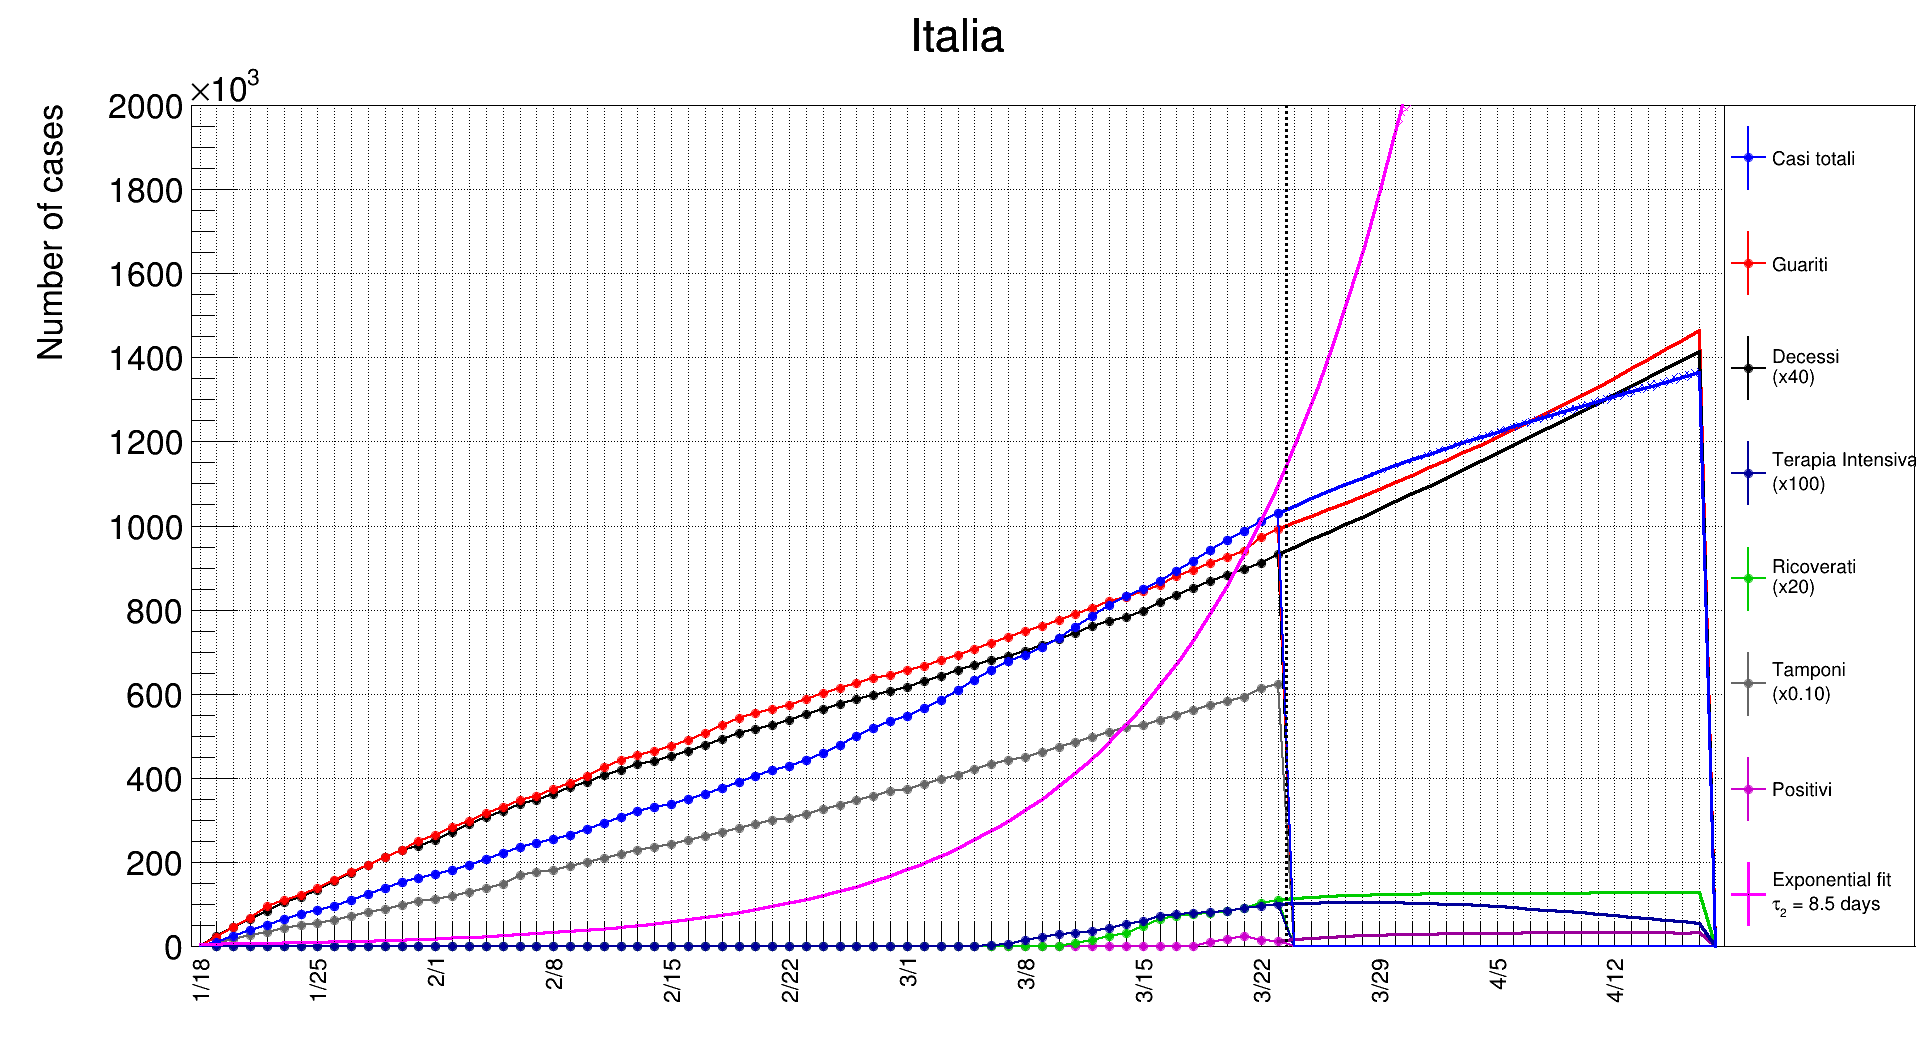 Italia
×10³
Number of cases
2000
1800
1600
1400
1200
1000
800
600
400
200
0
1/18
1/25
2/1
2/8
2/15
2/22
3/1
3/8
3/15
3/22
3/29
4/5
4/12
Casi totali
Guariti
Decessi
(x40)
Terapia Intensiva
(x100)
Ricoverati
(x20)
Tamponi
(x0.10)
Positivi
Exponential fit
τ₂ = 8.5 days